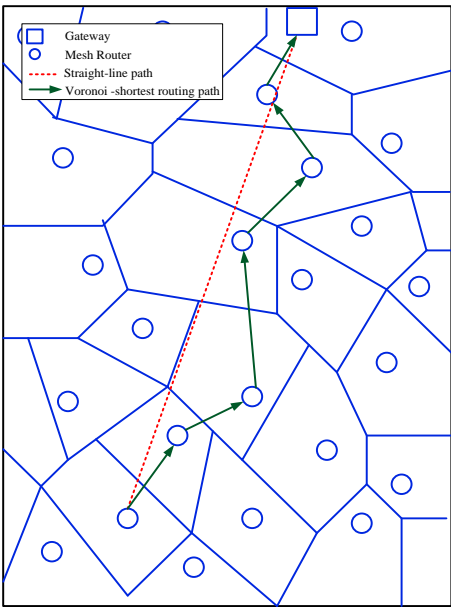 Gateway
Mesh Router
Straight-line path
Voronoi -shortest routing path